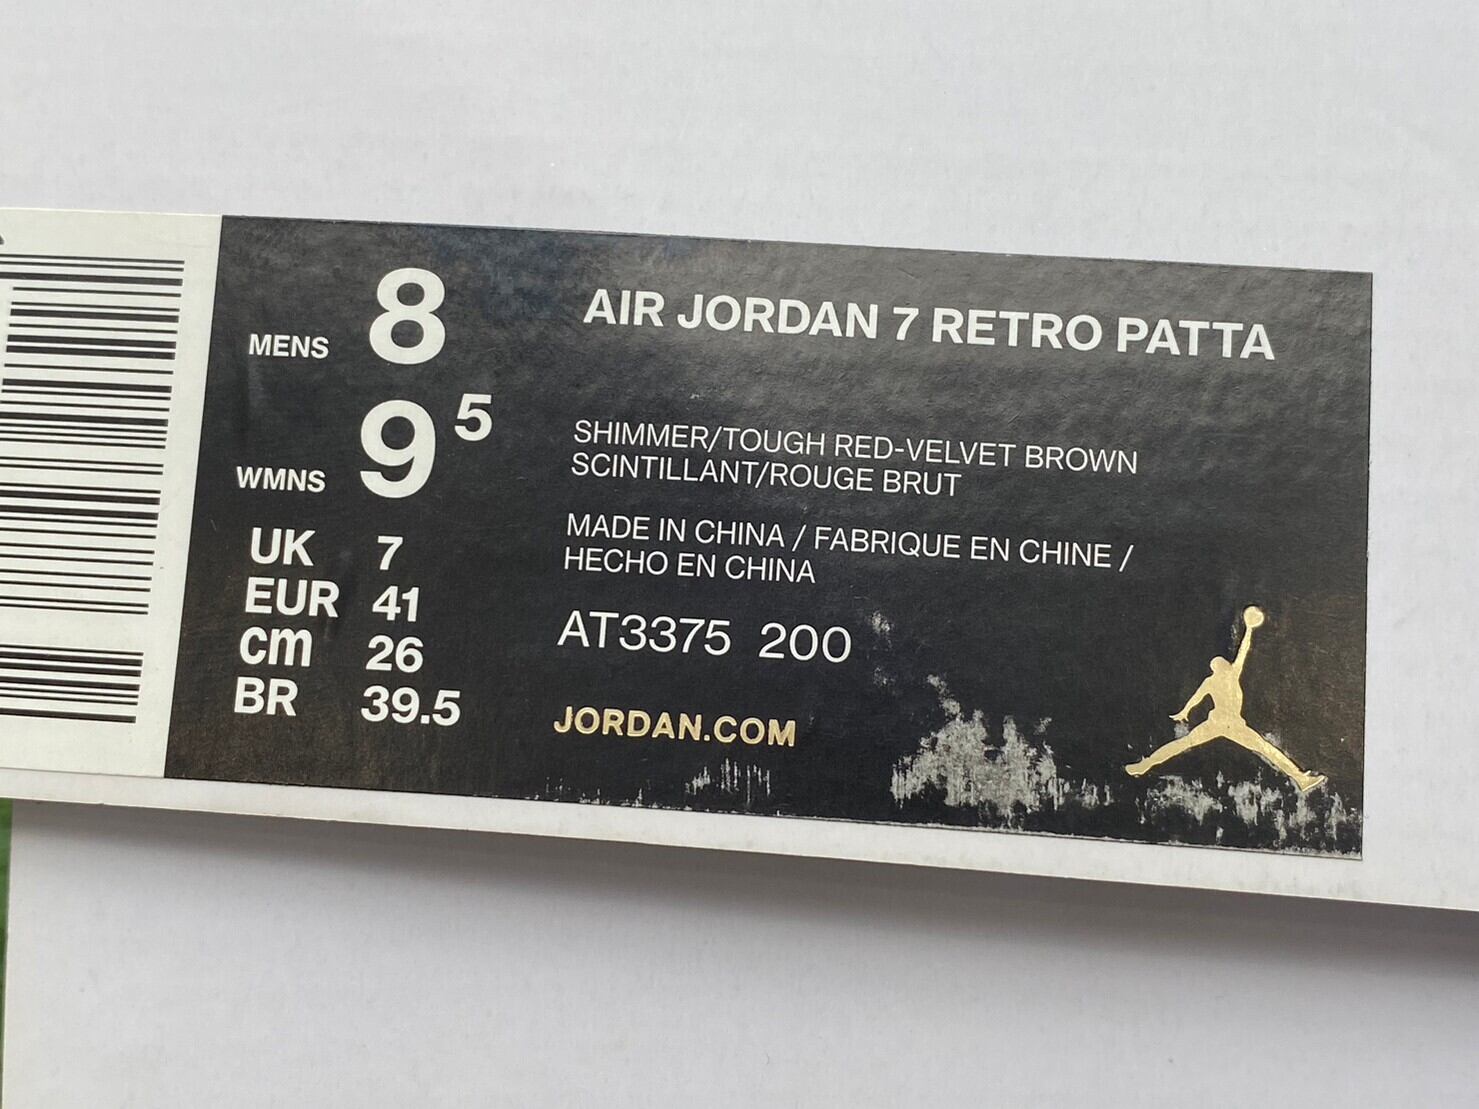 MENS 8
WMNS 9 5
UK 7
EUR 41
cm 26
BR 39.5
AIR JORDAN 7 RETRO PATTA
SHIMMER/TOUGH RED-VELVET BROWN
SCINTILLANT/ROUGE BRUT
MADE IN CHINA / FABRIQUE EN CHINE /
HECHO EN CHINA
AT3375 200
JORDAN.COM